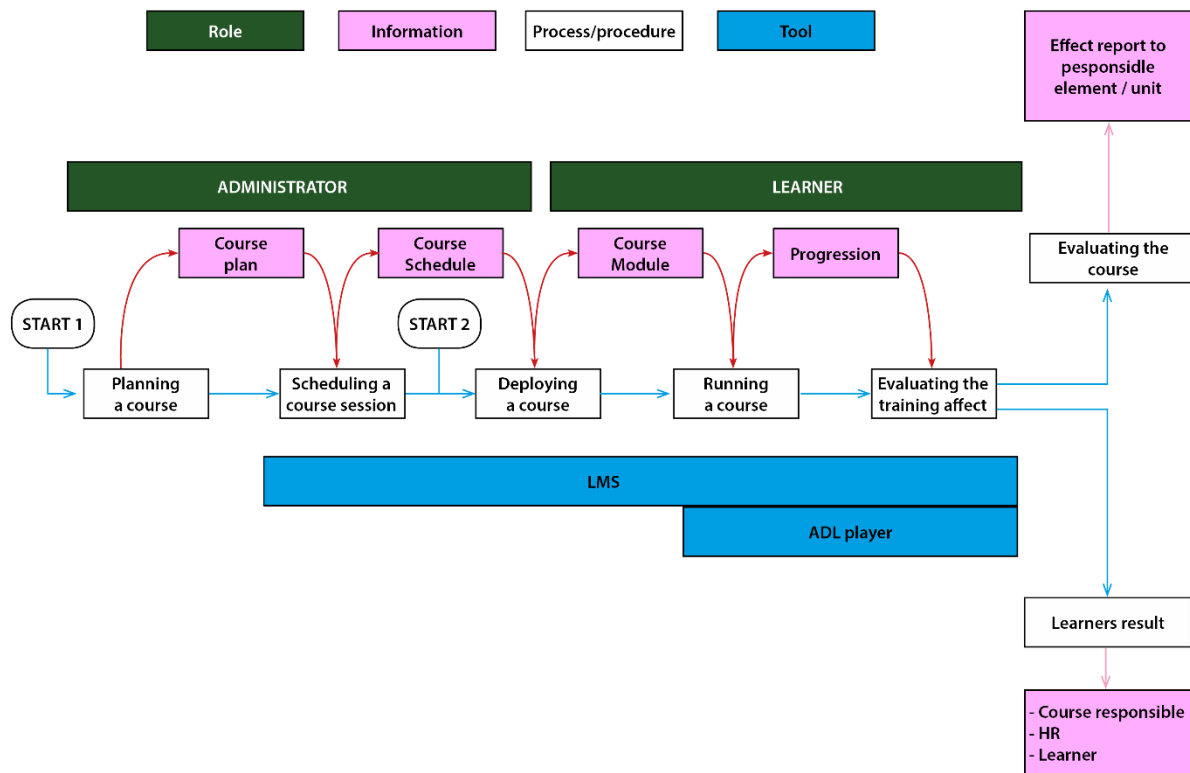 Role
Information
Process/procedure
Tool
Effect report to
pesponsidle
element / unit
ADMINISTRATOR
LEARNER
Course
plan
Course
Schedule
Course
Module
Progression
Evaluating the
course
START 1
START 2
Planning
a course
Scheduling a
course session
Deploying
a course
Running
a course
Evaluating the
training affect
LMS
ADL player
Learners result
- Course responsible
- HR
- Learner